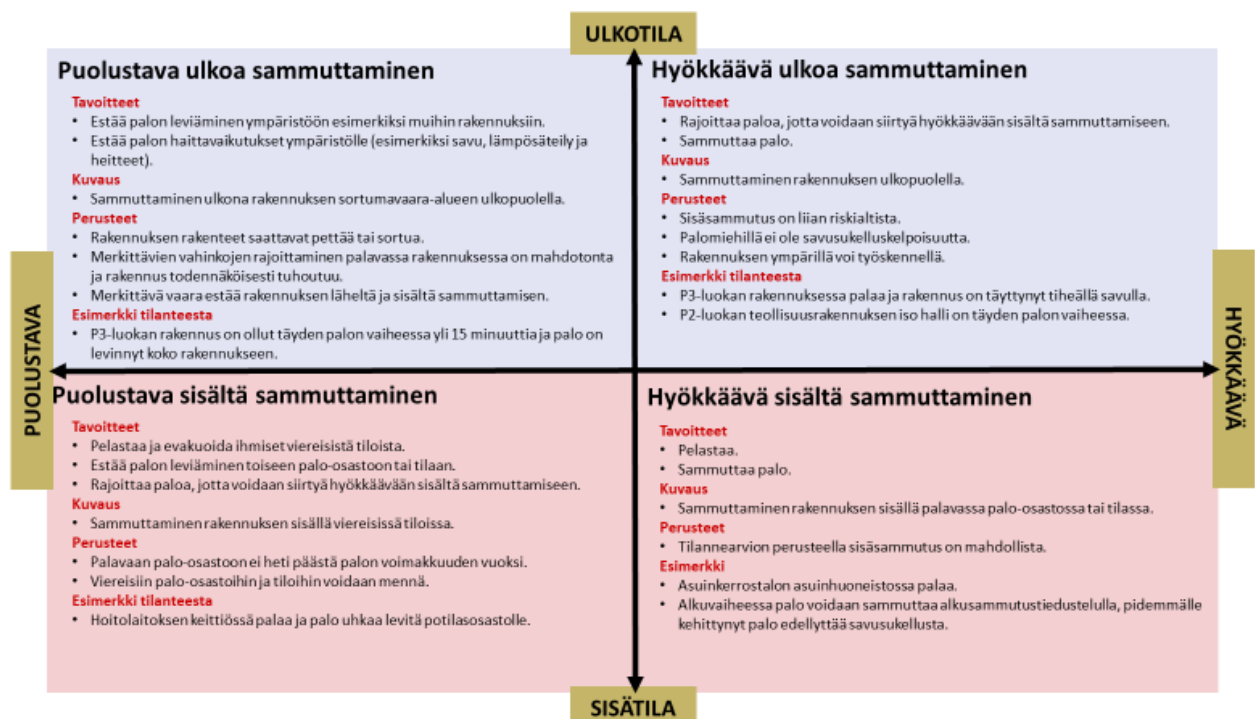 ULKOTILA
Puolustava ulkoa sammuttaminen
Tavoitteet
• Estää palon leviäminen ympäristöön esimerkiksi muihin rakennuksiin.
• Estää palon haittavaikutukset ympäristölle (esimerkiksi savu, lämpösäteily ja
heitteet).
Kuvaus
• Sammuttaminen ulkona rakennuksen sortumavaara-alueen ulkopuolella.
Perusteet
• Rakennuksen rakenteet saattavat pettää tai sortua.
• Merkittävien vahinkojen rajoittaminen palavassa rakennuksessa on mahdotonta
ja rakennus todennäköisesti tuhoutuu.
• Merkittävä vaara estää rakennuksen läheltä ja sisältä sammuttamisen.
Esimerkki tilanteesta
• P3-luokan rakennus on ollut täyden palon vaiheessa yli 15 minuuttia ja palo on
levinnyt koko rakennukseen.
Hyökkäävä ulkoa sammuttaminen
Tavoitteet
• Rajoittaa paloa, jotta voidaan siirtyä hyökkäävään sisältä sammuttamiseen.
• Sammuttaa palo.
Kuvaus
• Sammuttaminen rakennuksen ulkopuolella.
Perusteet
• Sisäsammutus on liian riskialtista.
• Palomiehillä ei ole savusukelluskelpoisuutta.
• Rakennuksen ympärillä voi työskennellä.
Esimerkki tilanteesta
• P3-luokan rakennuksessa palaa ja rakennus on täyttynyt tiheällä savulla.
• P2-luokan teollisuusrakennuksen iso halli on täyden palon vaiheessa.
PUOLUSTAVA
HYÖKKÄÄVÄ
Puolustava sisältä sammuttaminen
Tavoitteet
• Pelastaa ja evakuoida ihmiset viereisistä tiloista.
• Estää palon leviäminen toiseen palo-osastoon tai tilaan.
• Rajoittaa paloa, jotta voidaan siirtyä hyökkäävään sisältä sammuttamiseen.
Kuvaus
• Sammuttaminen rakennuksen sisällä viereisissä tiloissa.
Perusteet
• Palavaan palo-osastoon ei heti päästä palon voimakkuuden vuoksi.
• Viereisiin palo-osastoihin ja tiloihin voidaan mennä.
Esimerkki tilanteesta
• Hoitolaitoksen keittiössä palaa ja palo uhkaa levitä potilasosastolle.
Hyökkäävä sisältä sammuttaminen
Tavoitteet
• Pelastaa.
• Sammuttaa palo.
Kuvaus
• Sammuttaminen rakennuksen sisällä palavassa palo-osastossa tai tilassa.
Perusteet
• Tilannearvion perusteella sisäsammutus on mahdollista.
Esimerkki
• Asuinkerrostalon asuinhuoneistossa palaa.
• Alkuvaiheessa palo voidaan sammuttaa alkusammutustiedustelulla, pidemmälle
kehittynyt palo edellyttää savusukellusta.
SISÄTILA